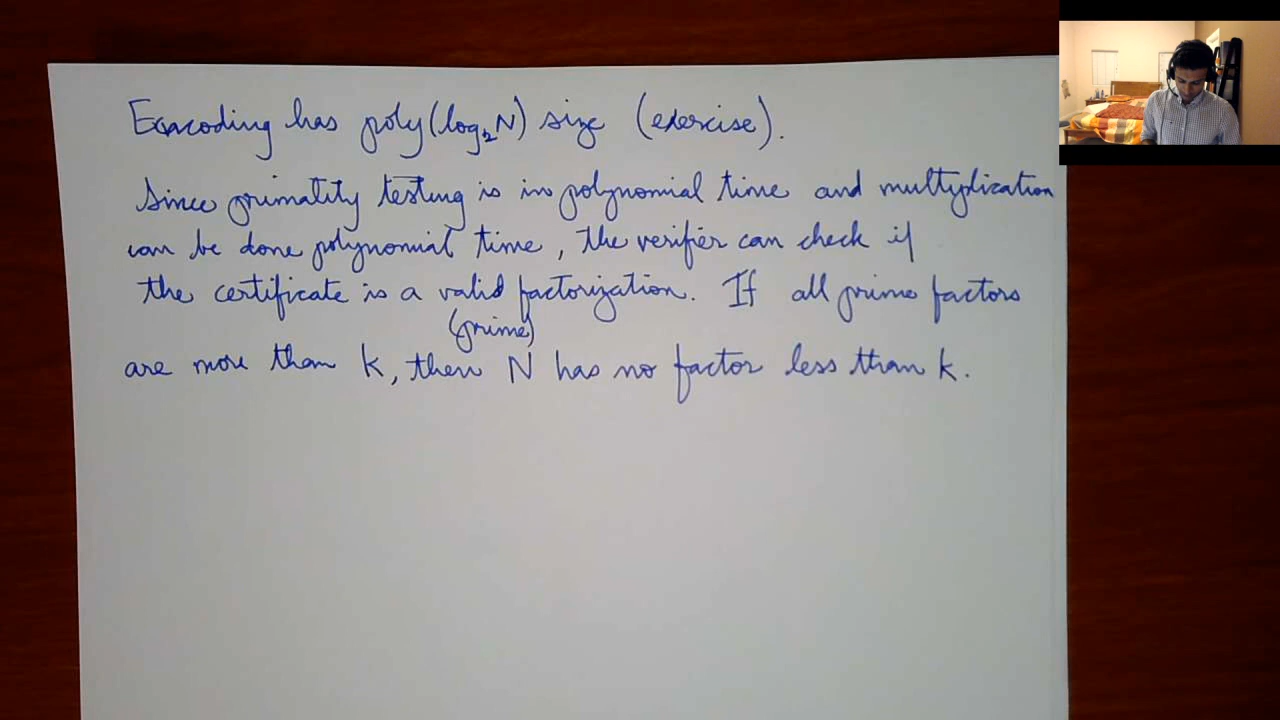 Encoding has poly(log₂N) size (exercise).
Since primality testing is in polynomial time and multiplication
can be done polynomial time, the verifier can check if
the certificate is a valid factorization. If all prime factors
(prime)
are more than k, then N has no factor less than k.